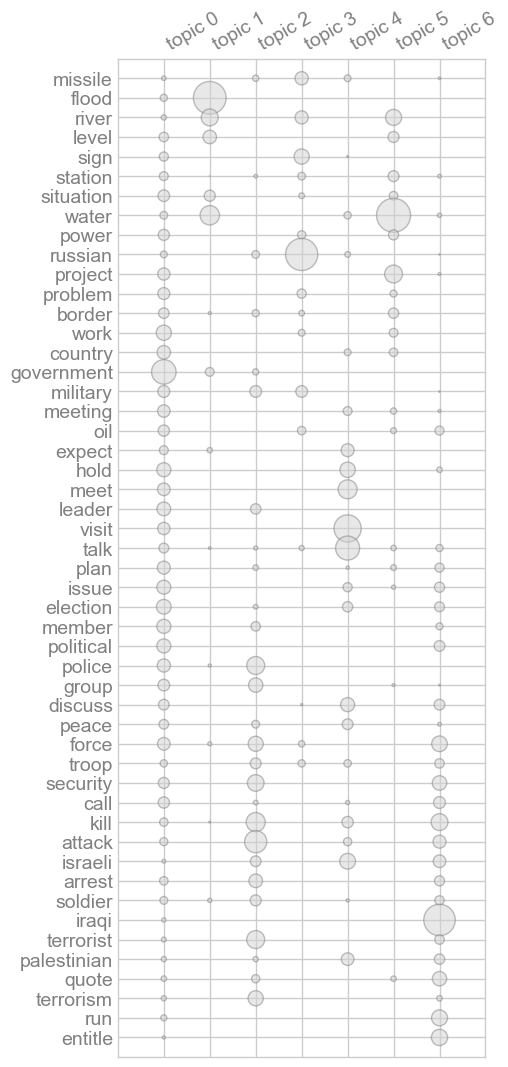 topic 0 topic 1 topic 2 topic 3 topic 4 topic 5 topic 6
missile
flood
river
level
sign
station
situation
water
power
russian
project
problem
border
work
country
government
military
meeting
oil
expect
hold
meet
leader
visit
talk
plan
issue
election
member
political
police
group
discuss
peace
force
troop
security
call
kill
attack
israeli
arrest
soldier
iraqi
terrorist
palestinian
quote
terrorism
run
entitle